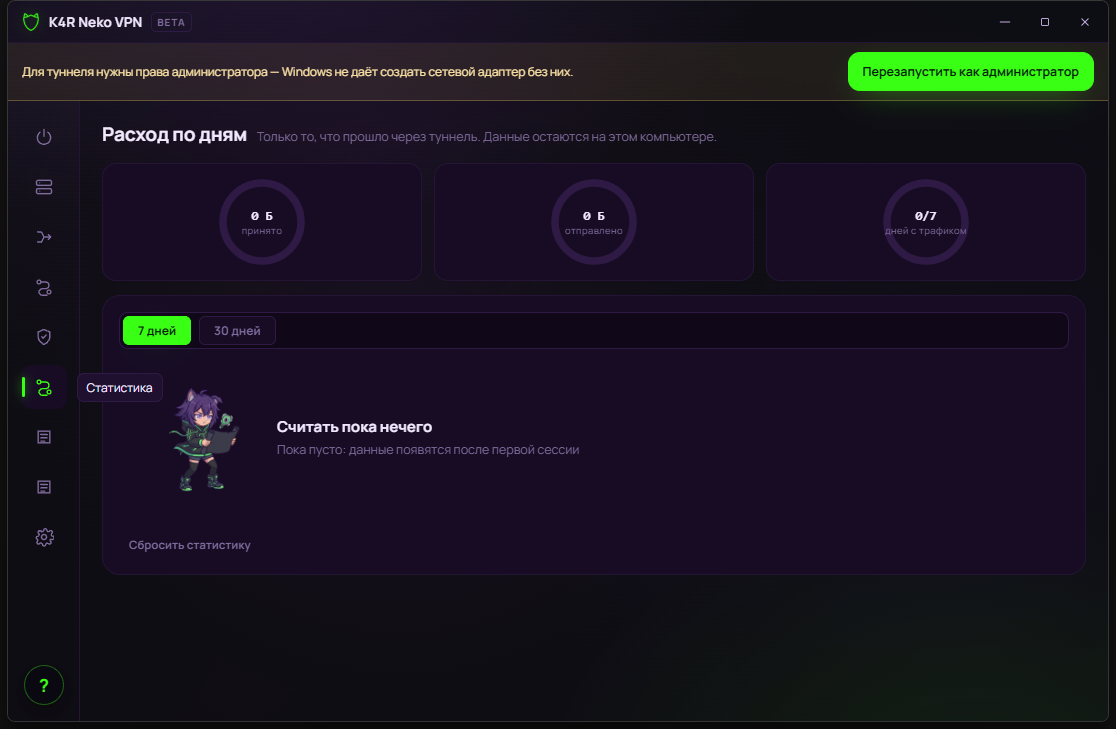 K4R Neko VPN BETA
Для туннеля нужны права администратора — Windows не даёт создать сетевой адаптер без них.
Перезапустить как администратор
Расход по дням Только то, что прошло через туннель. Данные остаются на этом компьютере.
0 Б
принято
0 Б
отправлено
0/7
дней с трафиком
7 дней
30 дней
Статистика
Считать пока нечего
Пока пусто: данные появятся после первой сессии
Сбросить статистику
?